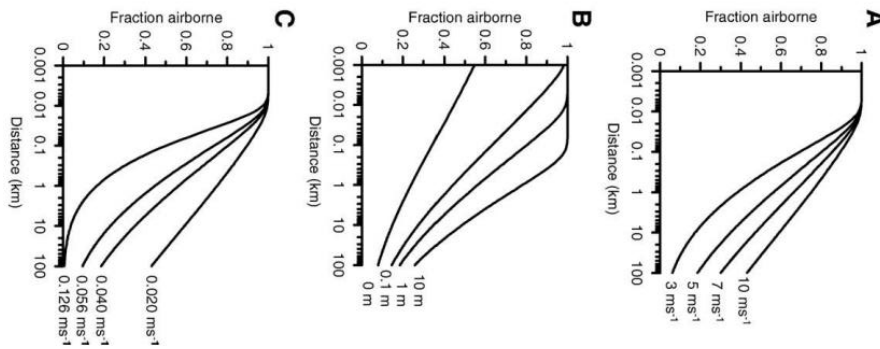 A
Fraction airborne
1
0.8
0.6
0.4
0.2
0
10 ms⁻¹
7 ms⁻¹
5 ms⁻¹
3 ms⁻¹
0.001 0.01 0.1 1 10 100
Distance (km)
B
Fraction airborne
1
0.8
0.6
0.4
0.2
0
10 m
1 m
0.1 m
0 m
0.001 0.01 0.1 1 10 100
Distance (km)
C
Fraction airborne
1
0.8
0.6
0.4
0.2
0
0.020 ms⁻¹
0.040 ms⁻¹
0.056 ms⁻¹
0.126 ms⁻¹
0.001 0.01 0.1 1 10 100
Distance (km)